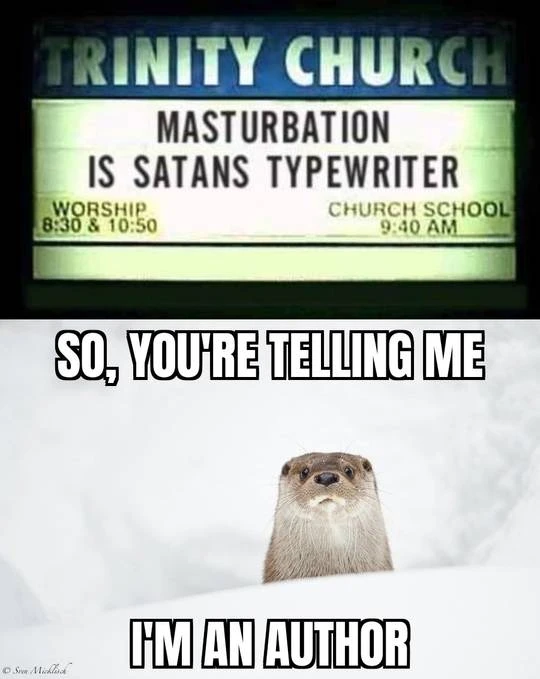 TRINITY CHURCH
MASTURBATION
IS SATANS TYPEWRITER
WORSHIP
8:30 & 10:50
CHURCH SCHOOL
9:40 AM
SO, YOU'RE TELLING ME
I'M AN AUTHOR
© Sven Micklisch